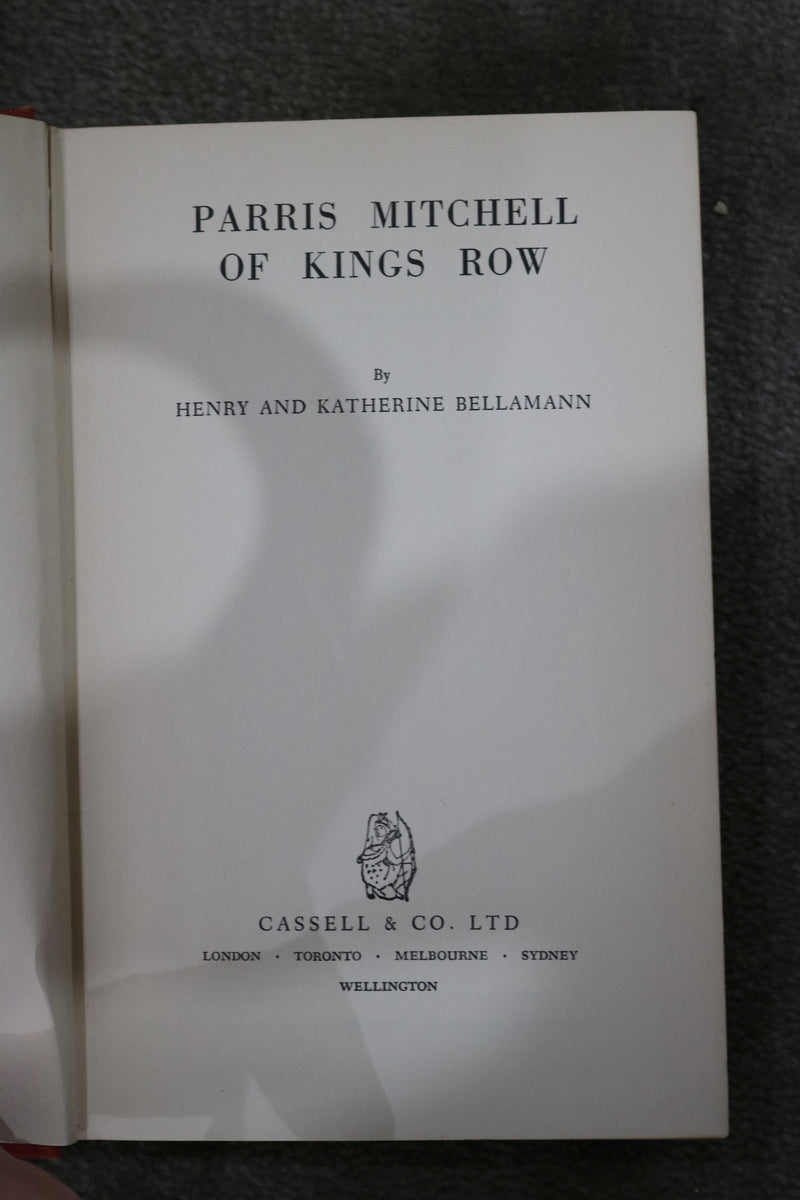 PARRIS MITCHELL
OF KINGS ROW
By
HENRY AND KATHERINE BELLAMANN
CASSELL & CO. LTD
LONDON · TORONTO · MELBOURNE · SYDNEY
WELLINGTON